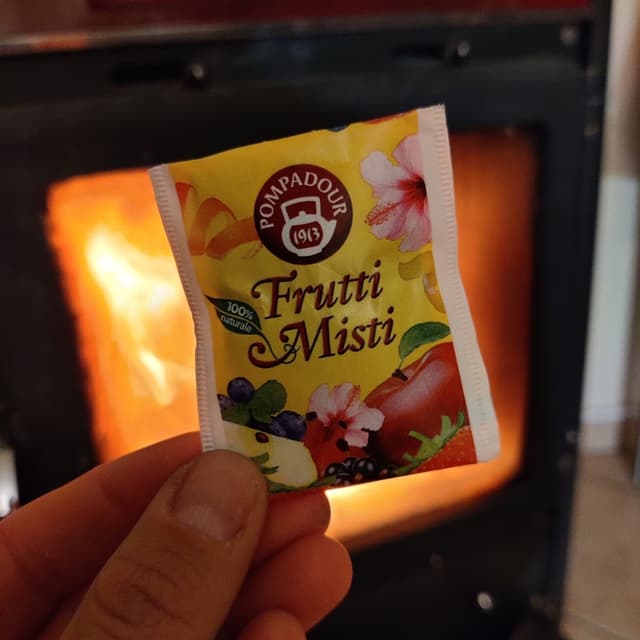 POMPADOUR
1913
Frutti
Misti
100%
naturale